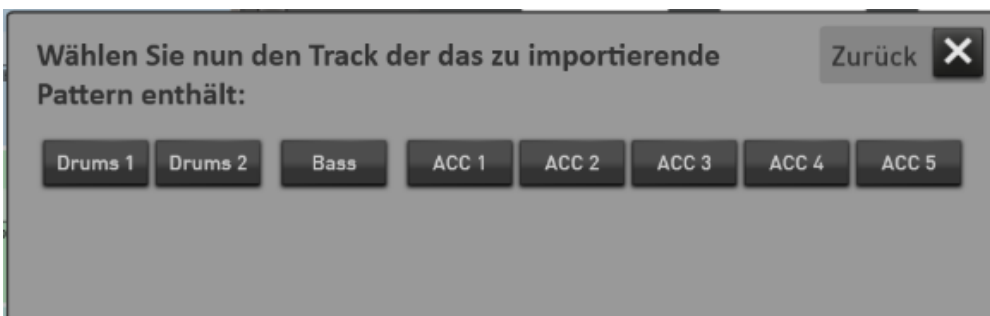 Wählen Sie nun den Track der das zu importierende
Pattern enthält:
Zurück
Drums 1 Drums 2 Bass ACC 1 ACC 2 ACC 3 ACC 4 ACC 5